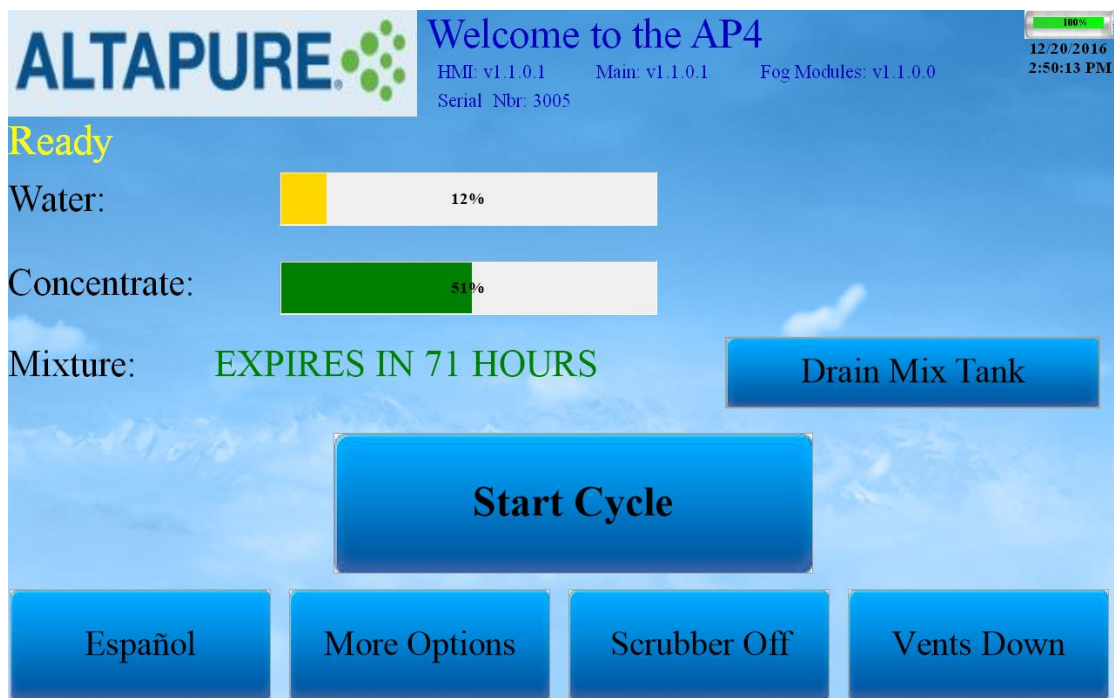 ALTAPURE®
Welcome to the AP4
100%
HMI: v1.1.0.1 Main: v1.1.0.1 Fog Modules: v1.1.0.0
12/20/2016
2:50:13 PM
Serial Nbr: 3005
Ready
Water: 12%
Concentrate: 51%
Mixture: EXPIRES IN 71 HOURS
Drain Mix Tank
Start Cycle
Español More Options Scrubber Off Vents Down